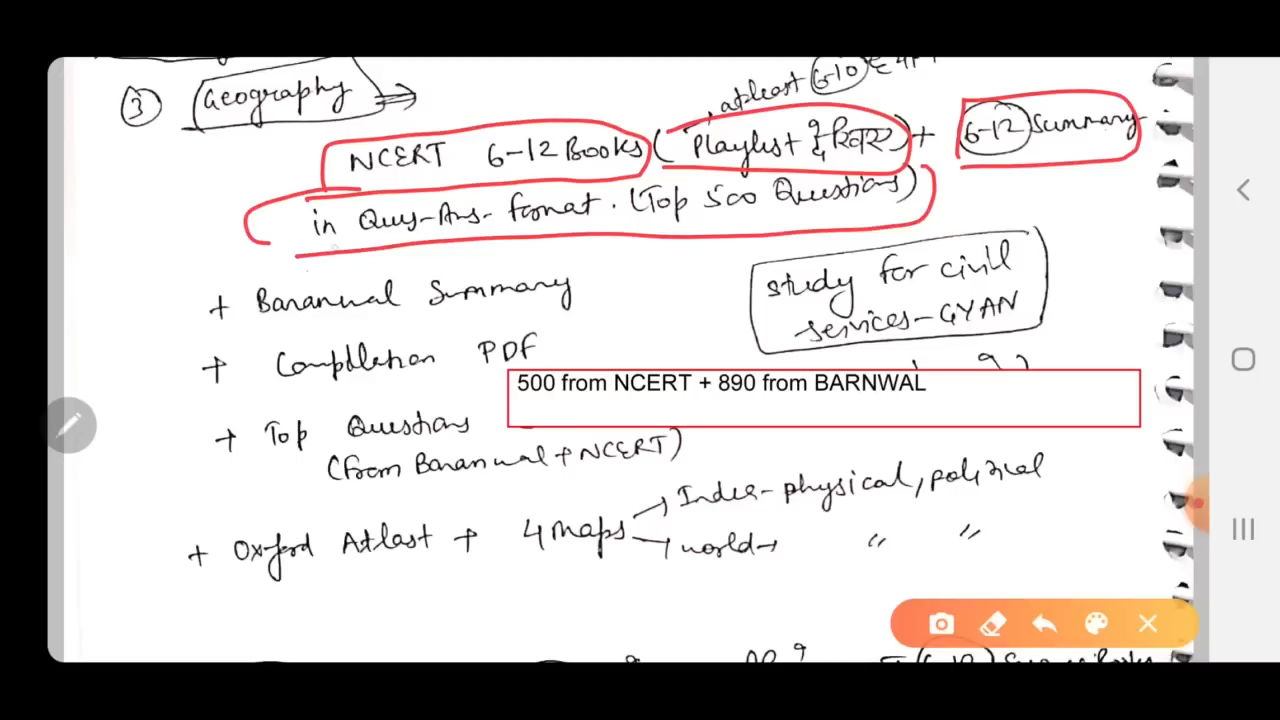 atleast 6-10
③ Geography ⇒
NCERT 6-12 Books (Playlist + 6-12 Summary
in Ques-Ans- format. (Top 500 Questions)
study for civil
services - GYAN
+ Baranwal Summary
+ Compilation PDF
500 from NCERT + 890 from BARNWAL
+ Top Questions
(from Baranwal + NCERT)
+ Oxford Atlast + 4 maps → Index - physical, political
→ world → " "